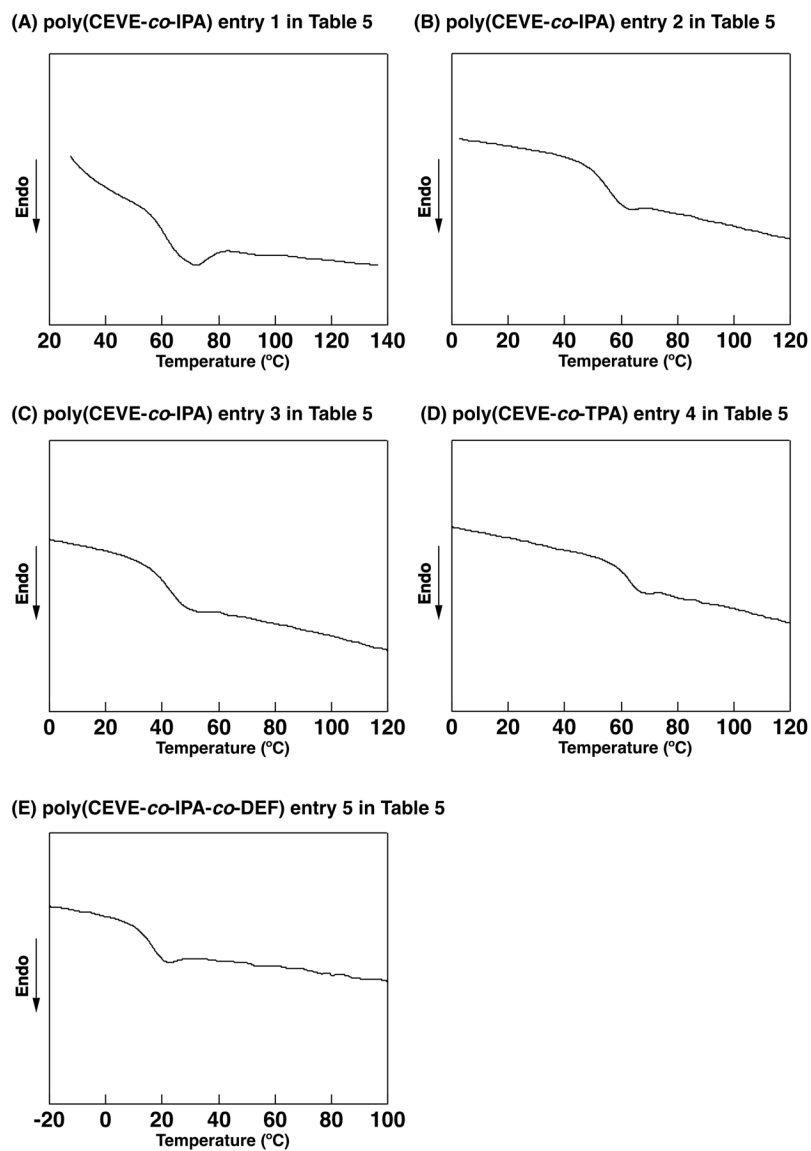 (A) poly(CEVE-co-IPA) entry 1 in Table 5
Endo
20 40 60 80 100 120 140
Temperature (ºC)
(B) poly(CEVE-co-IPA) entry 2 in Table 5
Endo
0 20 40 60 80 100 120
Temperature (ºC)
(C) poly(CEVE-co-IPA) entry 3 in Table 5
Endo
0 20 40 60 80 100 120
Temperature (ºC)
(D) poly(CEVE-co-TPA) entry 4 in Table 5
Endo
0 20 40 60 80 100 120
Temperature (ºC)
(E) poly(CEVE-co-IPA-co-DEF) entry 5 in Table 5
Endo
-20 0 20 40 60 80 100
Temperature (ºC)